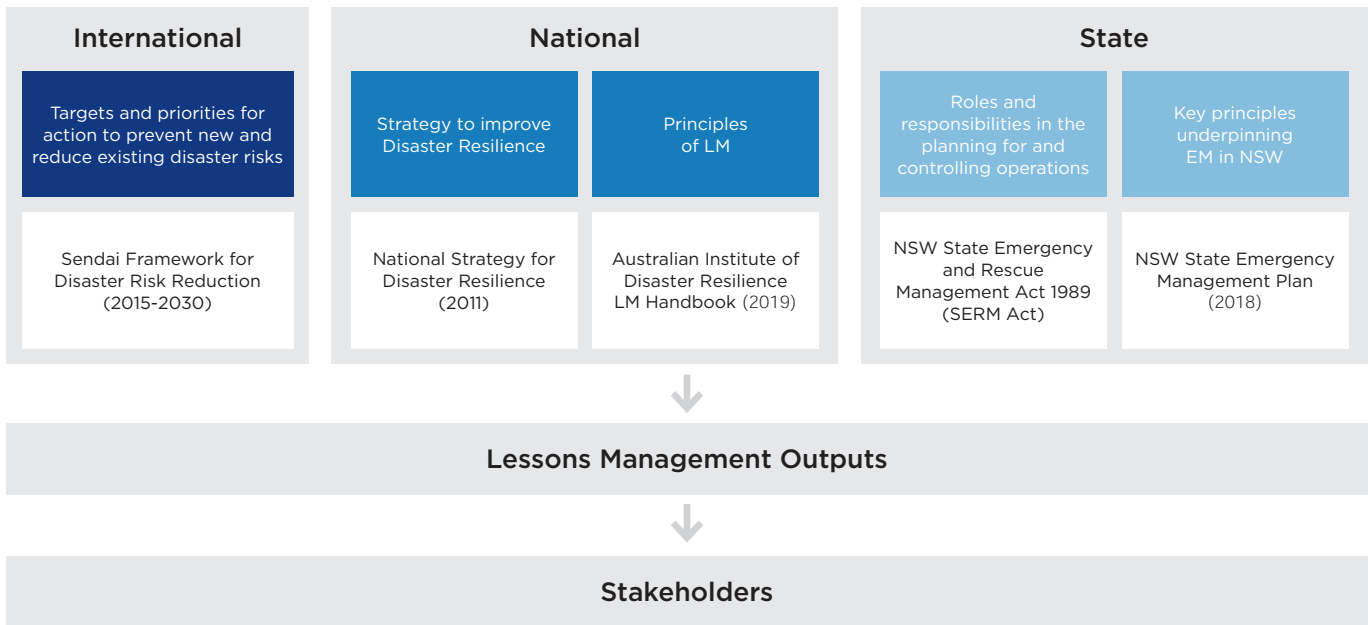 International
Targets and priorities for
action to prevent new and
reduce existing disaster risks
Sendai Framework for
Disaster Risk Reduction
(2015-2030)
National
Strategy to improve
Disaster Resilience
National Strategy for
Disaster Resilience
(2011)
Principles
of LM
Australian Institute of
Disaster Resilience
LM Handbook (2019)
State
Roles and
responsibilities in the
planning for and
controlling operations
NSW State Emergency
and Rescue
Management Act 1989
(SERM Act)
Key principles
underpinning
EM in NSW
NSW State Emergency
Management Plan
(2018)
Lessons Management Outputs
Stakeholders